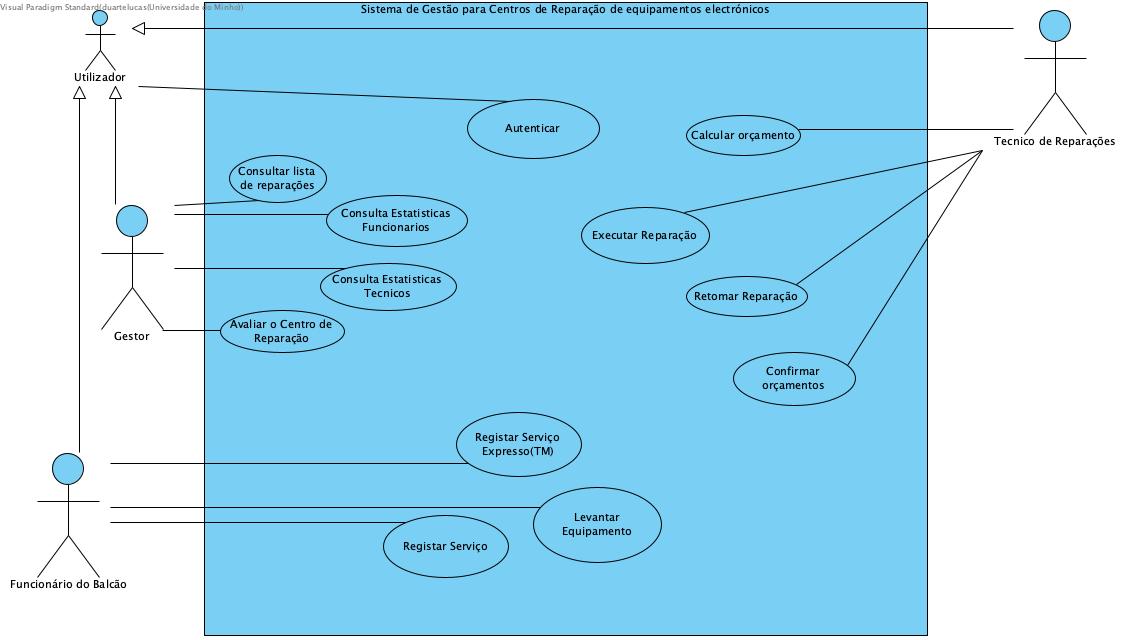 Visual Paradigm Standard(duartelucas(Universidade do Minho))
Sistema de Gestão para Centros de Reparação de equipamentos electrónicos
Utilizador
Autenticar
Calcular orçamento
Tecnico de Reparações
Consultar lista
de reparações
Consulta Estatisticas
Funcionarios
Executar Reparação
Consulta Estatisticas
Tecnicos
Retomar Reparação
Gestor
Avaliar o Centro de
Reparação
Confirmar
orçamentos
Registar Serviço
Expresso(TM)
Levantar
Equipamento
Registar Serviço
Funcionário do Balcão